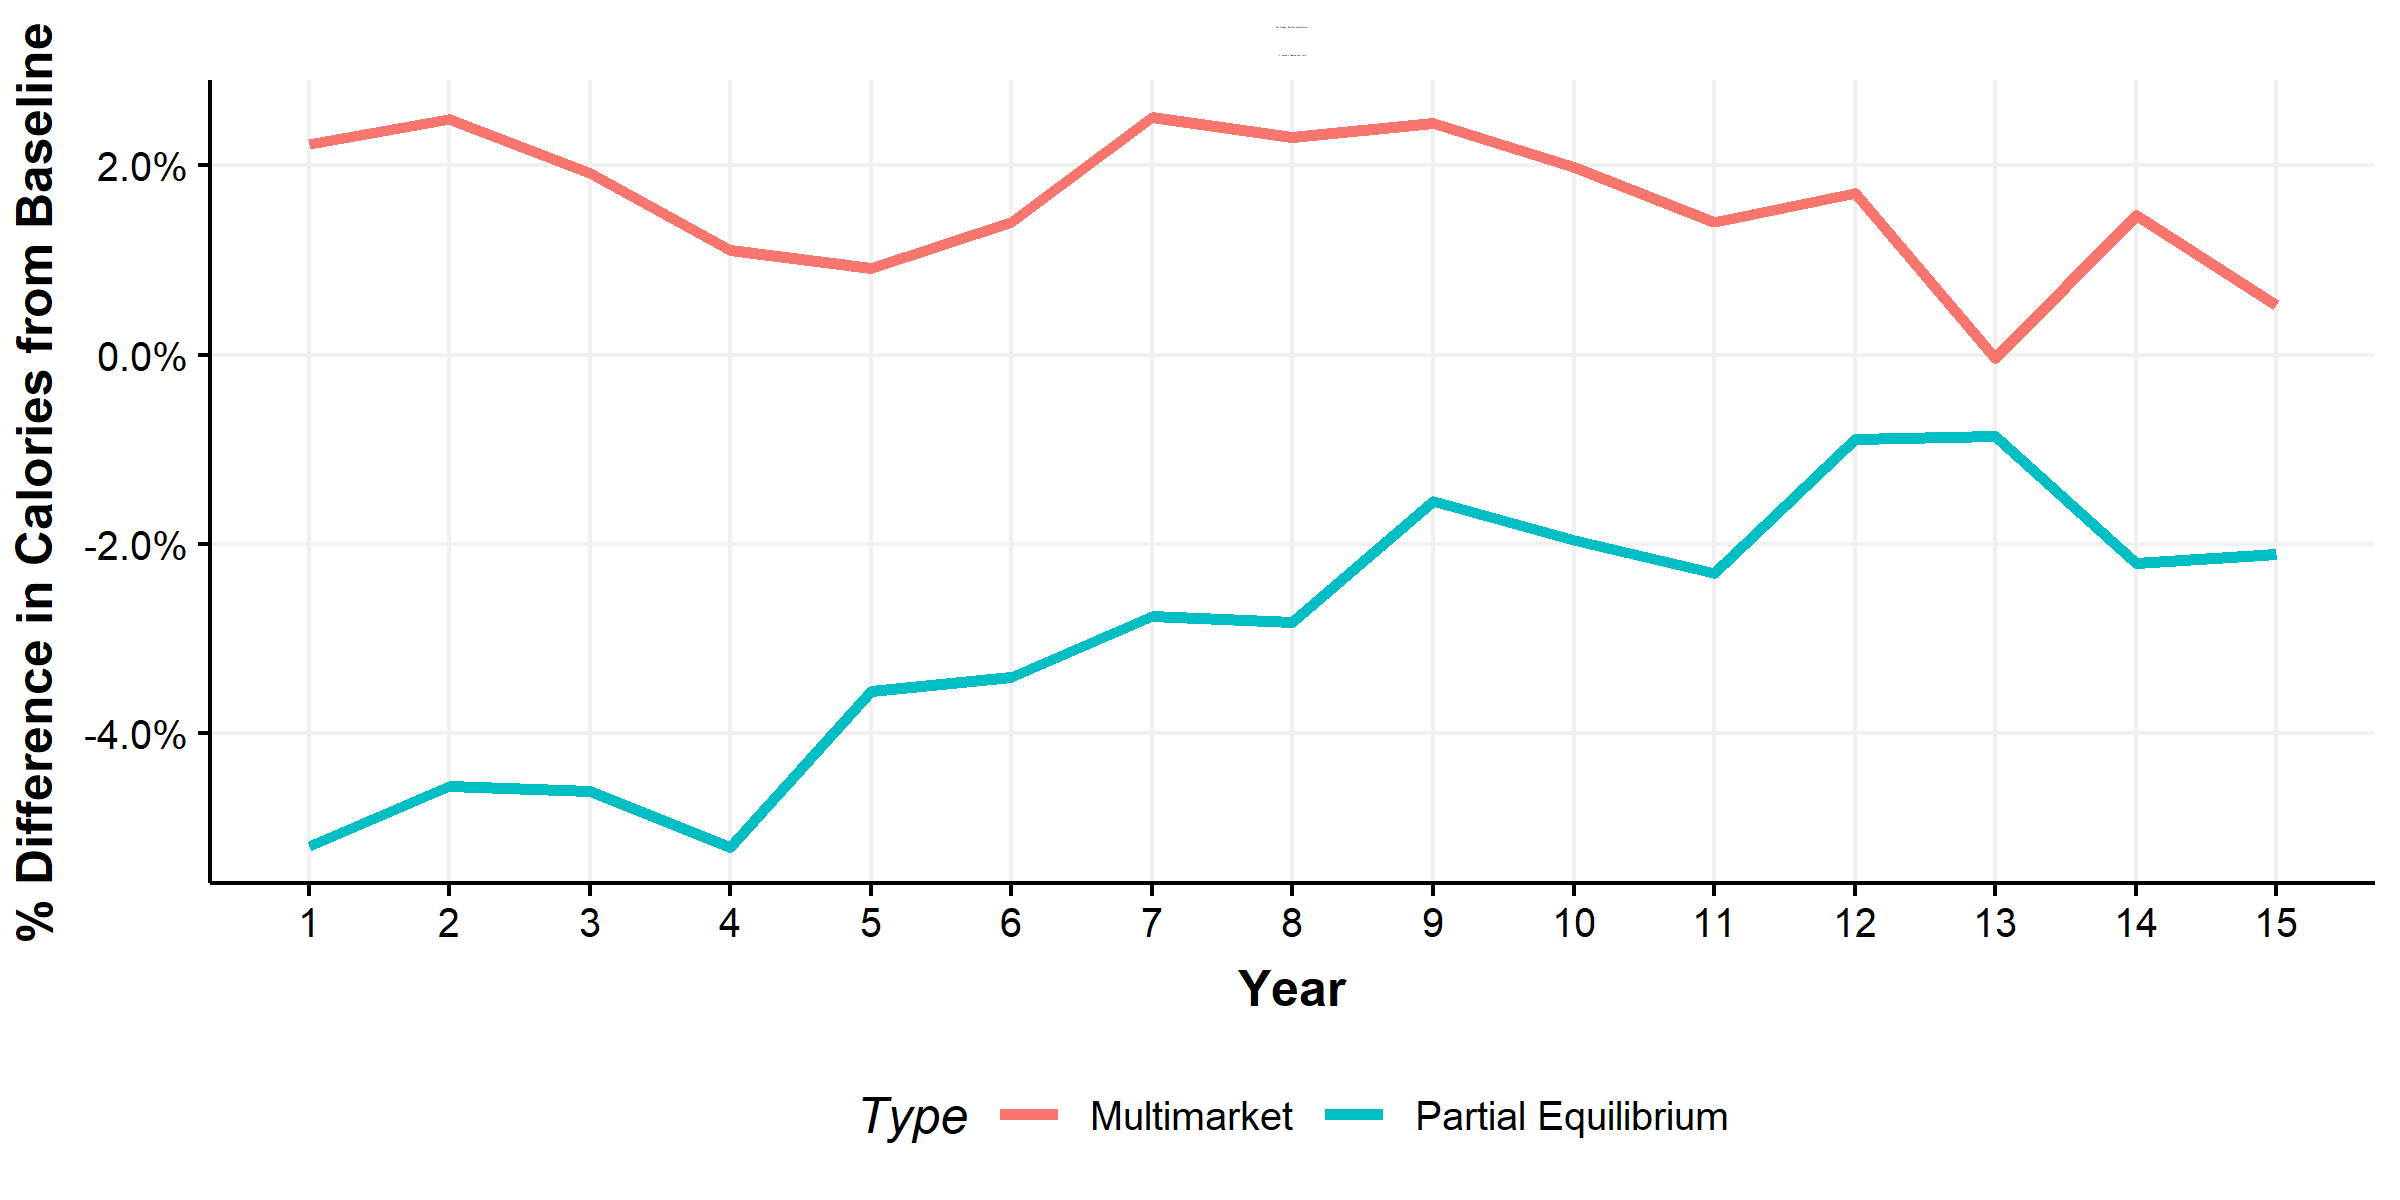 % Difference in Calories from Baseline
2.0%
0.0%
-2.0%
-4.0%
1 2 3 4 5 6 7 8 9 10 11 12 13 14 15
Year
Type Multimarket Partial Equilibrium